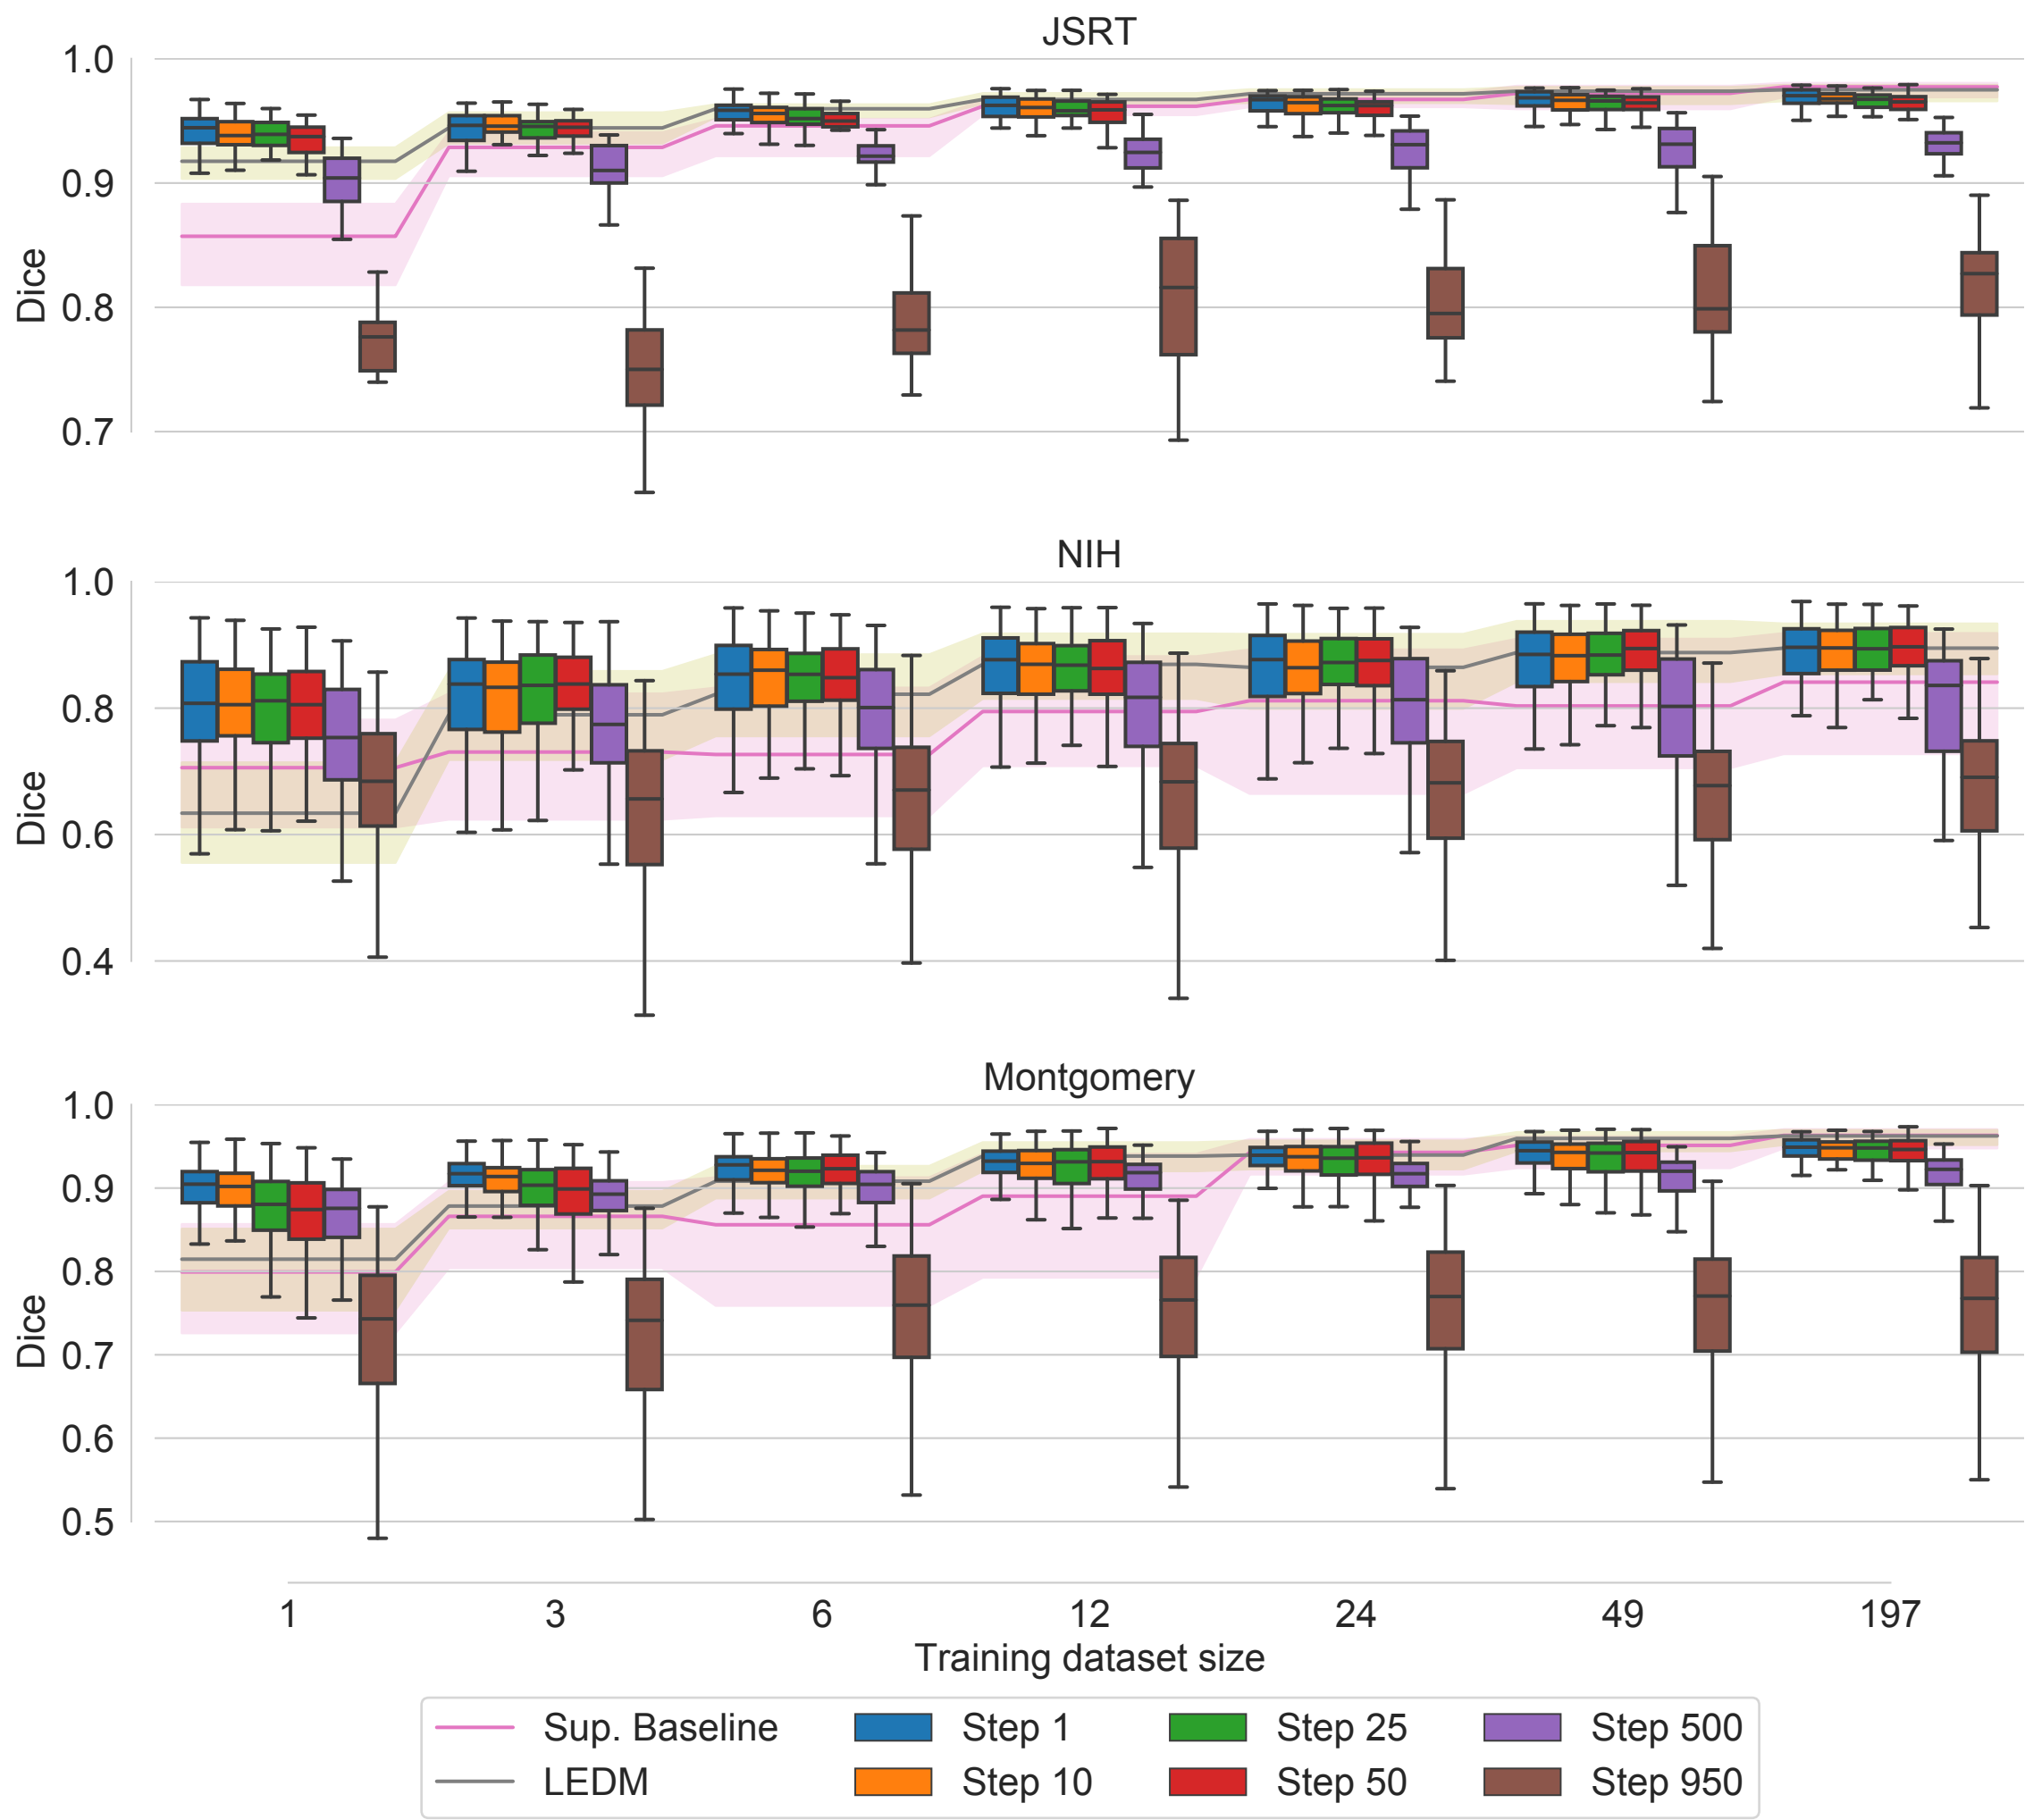 JSRT
1.0
0.9
0.8
0.7
Dice
NIH
1.0
0.8
0.6
0.4
Dice
Montgomery
1.0
0.9
0.8
0.7
0.6
0.5
Dice
1 3 6 12 24 49 197
Training dataset size
Sup. Baseline Step 1 Step 25 Step 500
LEDM Step 10 Step 50 Step 950